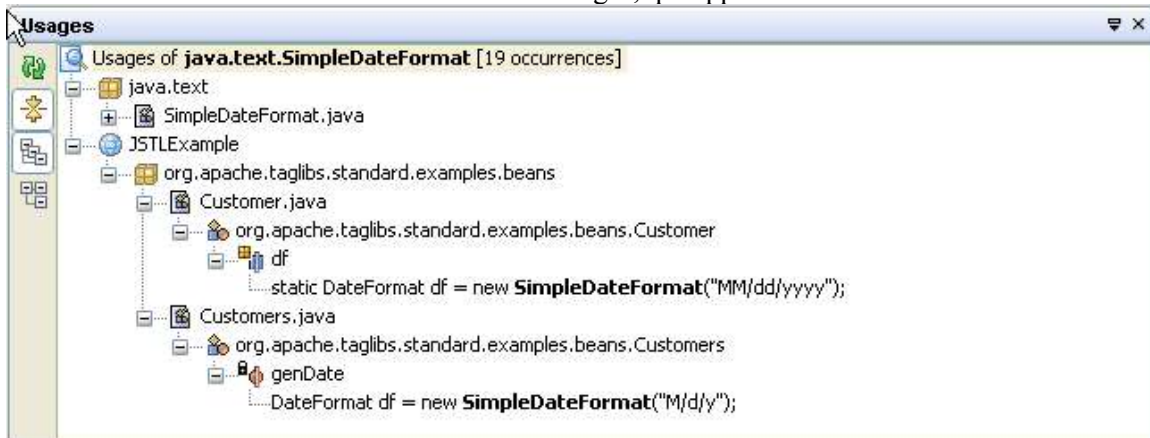 Usages
Usages of java.text.SimpleDateFormat [19 occurrences]
java.text
SimpleDateFormat.java
JSTLExample
org.apache.taglibs.standard.examples.beans
Customer.java
org.apache.taglibs.standard.examples.beans.Customer
df
static DateFormat df = new SimpleDateFormat("MM/dd/yyyy");
Customers.java
org.apache.taglibs.standard.examples.beans.Customers
genDate
DateFormat df = new SimpleDateFormat("M/d/y");